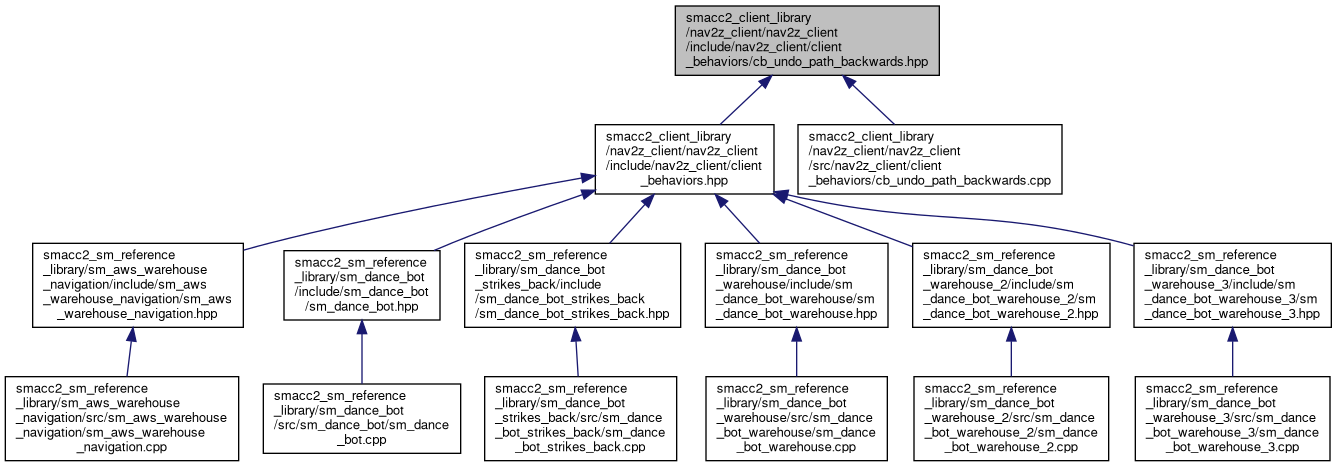 smacc2_client_library
/nav2z_client/nav2z_client
/include/nav2z_client/client
_behaviors/cb_undo_path_backwards.hpp
smacc2_client_library
/nav2z_client/nav2z_client
/include/nav2z_client/client
_behaviors.hpp
smacc2_client_library
/nav2z_client/nav2z_client
/src/nav2z_client/client
_behaviors/cb_undo_path_backwards.cpp
smacc2_sm_reference
_library/sm_aws_warehouse
_navigation/include/sm_aws
_warehouse_navigation/sm_aws
_warehouse_navigation.hpp
smacc2_sm_reference
_library/sm_dance_bot
/include/sm_dance_bot
/sm_dance_bot.hpp
smacc2_sm_reference
_library/sm_dance_bot
_strikes_back/include
/sm_dance_bot_strikes_back
/sm_dance_bot_strikes_back.hpp
smacc2_sm_reference
_library/sm_dance_bot
_warehouse/include/sm
_dance_bot_warehouse/sm
_dance_bot_warehouse.hpp
smacc2_sm_reference
_library/sm_dance_bot
_warehouse_2/include/sm
_dance_bot_warehouse_2/sm
_dance_bot_warehouse_2.hpp
smacc2_sm_reference
_library/sm_dance_bot
_warehouse_3/include/sm
_dance_bot_warehouse_3/sm
_dance_bot_warehouse_3.hpp
smacc2_sm_reference
_library/sm_aws_warehouse
_navigation/src/sm_aws_warehouse
_navigation/sm_aws_warehouse
_navigation.cpp
smacc2_sm_reference
_library/sm_dance_bot
/src/sm_dance_bot/sm_dance
_bot.cpp
smacc2_sm_reference
_library/sm_dance_bot
_strikes_back/src/sm_dance
_bot_strikes_back/sm_dance
_bot_strikes_back.cpp
smacc2_sm_reference
_library/sm_dance_bot
_warehouse/src/sm_dance
_bot_warehouse/sm_dance
_bot_warehouse.cpp
smacc2_sm_reference
_library/sm_dance_bot
_warehouse_2/src/sm_dance
_bot_warehouse_2/sm_dance
_bot_warehouse_2.cpp
smacc2_sm_reference
_library/sm_dance_bot
_warehouse_3/src/sm_dance
_bot_warehouse_3/sm_dance
_bot_warehouse_3.cpp